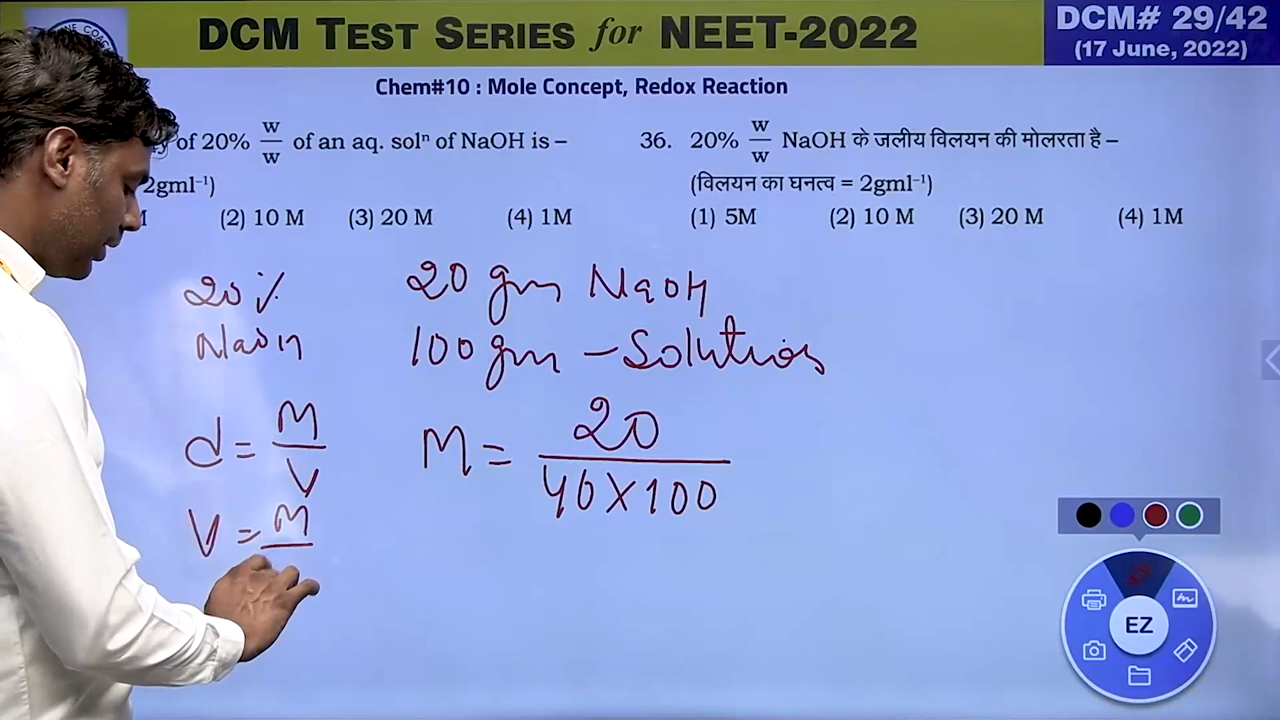 DCM TEST SERIES for NEET-2022
DCM# 29/42
(17 June, 2022)
Chem#10 : Mole Concept, Redox Reaction
of 20% w/w of an aq. solⁿ of NaOH is –
2gml⁻¹)
(2) 10 M (3) 20 M (4) 1M
36. 20% w/w NaOH के जलीय विलयन की मोलरता है –
(विलयन का घनत्व = 2gml⁻¹)
(1) 5M (2) 10 M (3) 20 M (4) 1M
20% 20 gm NaOH
NaOH 100 gm – Solution
d = M/V M = 20/40×100
V = M
EZ